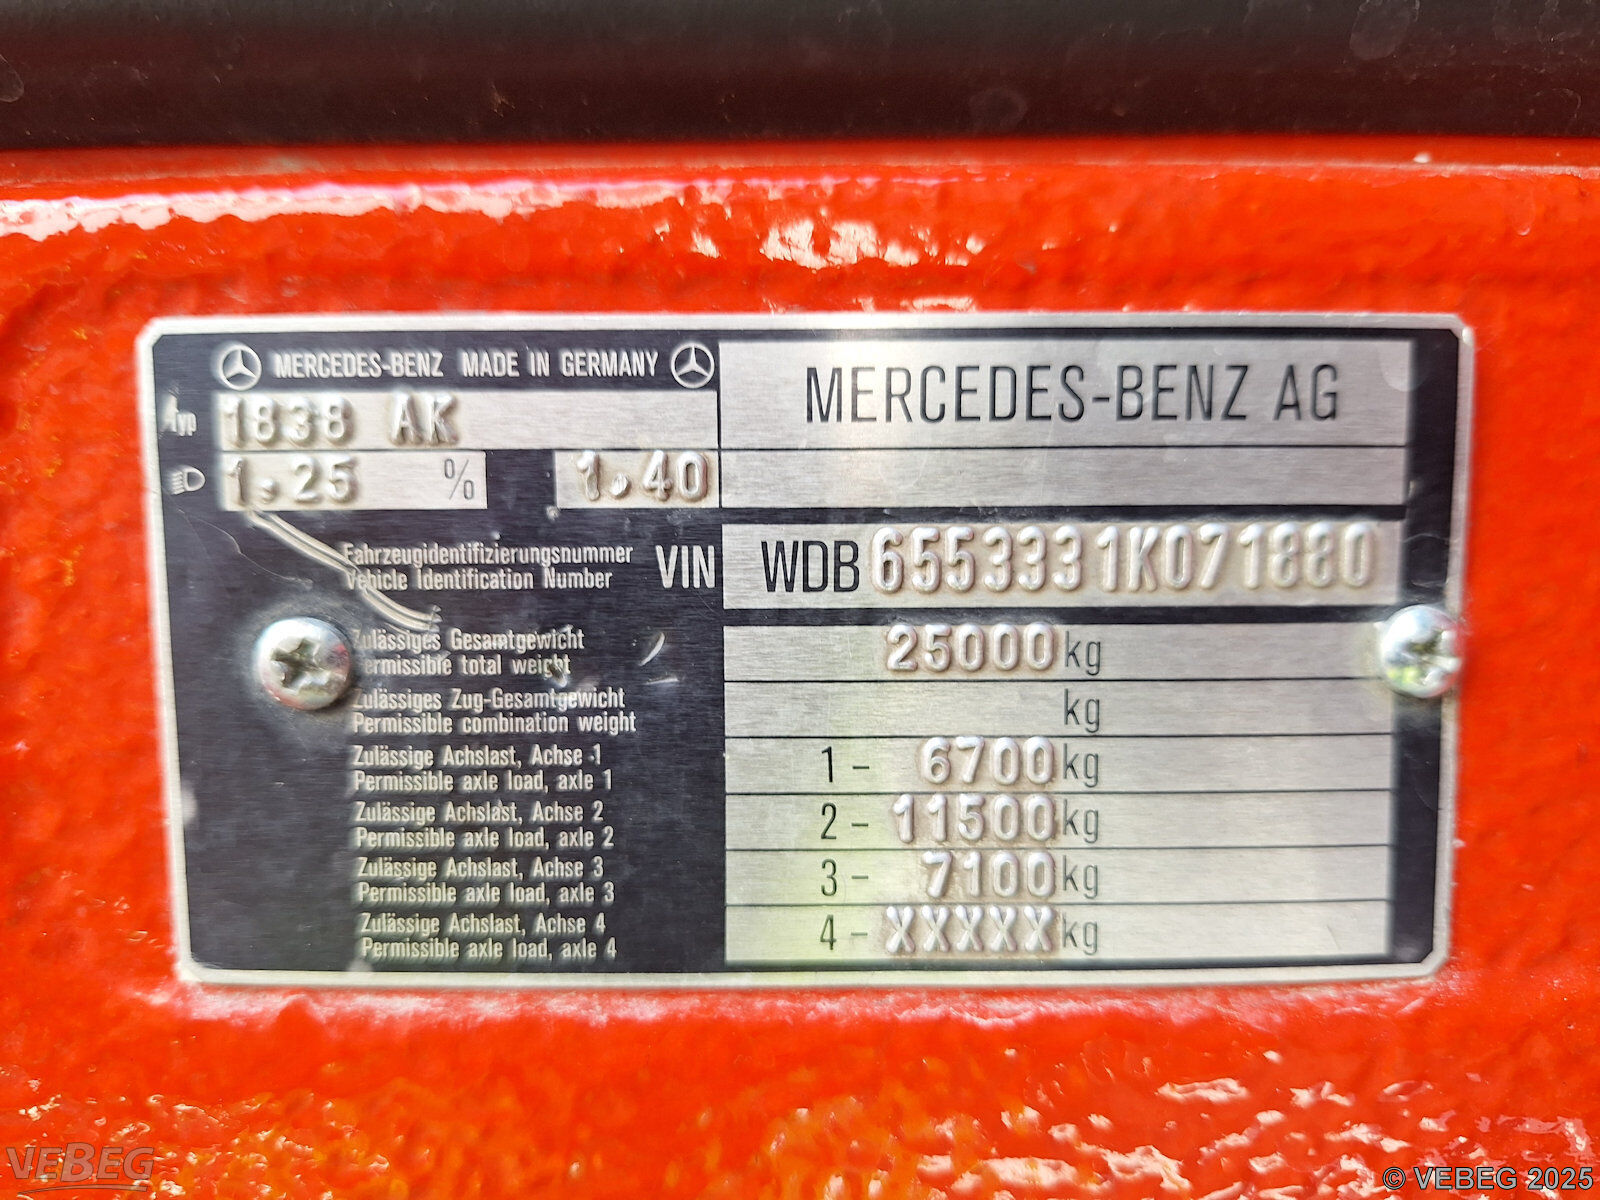 MERCEDES-BENZ MADE IN GERMANY
MERCEDES-BENZ AG
Typ 1838 AK
1,25 % 1,40
Fahrzeugidentifizierungsnummer
Vehicle Identification Number
VIN WDB6553331K071880
Zulässiges Gesamtgewicht
Permissible total weight
25000 kg
Zulässiges Zug-Gesamtgewicht
Permissible combination weight
kg
Zulässige Achslast, Achse 1
Permissible axle load, axle 1
1 - 6700 kg
Zulässige Achslast, Achse 2
Permissible axle load, axle 2
2 - 11500 kg
Zulässige Achslast, Achse 3
Permissible axle load, axle 3
3 - 7100 kg
Zulässige Achslast, Achse 4
Permissible axle load, axle 4
4 - XXXXX kg
VEBEG
© VEBEG 2025